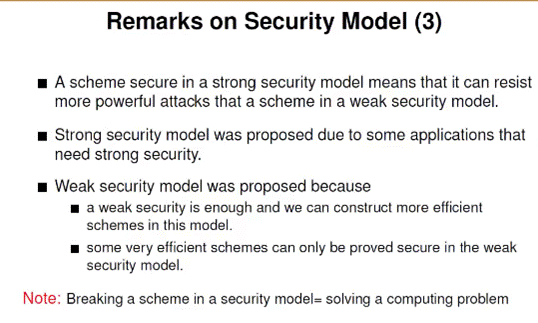 Remarks on Security Model (3)
■ A scheme secure in a strong security model means that it can resist
more powerful attacks that a scheme in a weak security model.
■ Strong security model was proposed due to some applications that
need strong security.
■ Weak security model was proposed because
■ a weak security is enough and we can construct more efficient
schemes in this model.
■ some very efficient schemes can only be proved secure in the weak
security model.
Note: Breaking a scheme in a security model= solving a computing problem